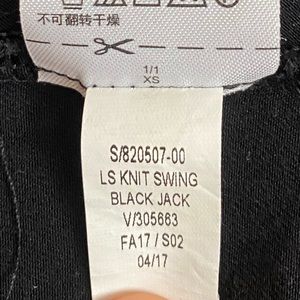 不可翻转干燥
1/1
XS
S/820507-00
LS KNIT SWING
BLACK JACK
V/305663
FA17 / S02
04/17